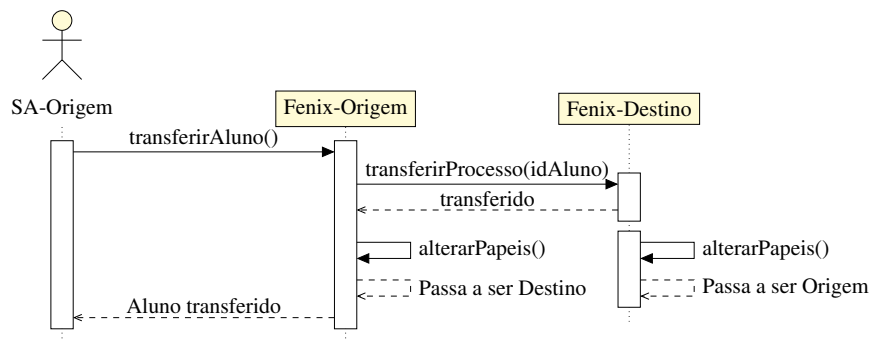 SA-Origem
Fenix-Origem
Fenix-Destino
transferirAluno()
transferirProcesso(idAluno)
transferido
alterarPapeis()
alterarPapeis()
Passa a ser Destino
Passa a ser Origem
Aluno transferido